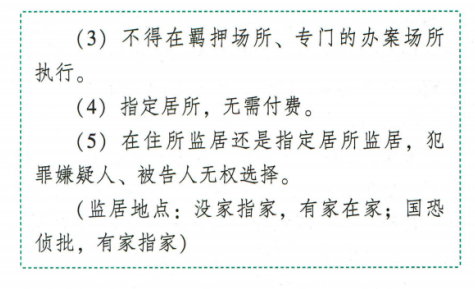 (3) 不得在羁押场所、专门的办案场所
执行。
(4) 指定居所，无需付费。
(5) 在住所监居还是指定居所监居，犯
罪嫌疑人、被告人无权选择。
(监居地点：没家指家，有家在家；国恐
侦批，有家指家)